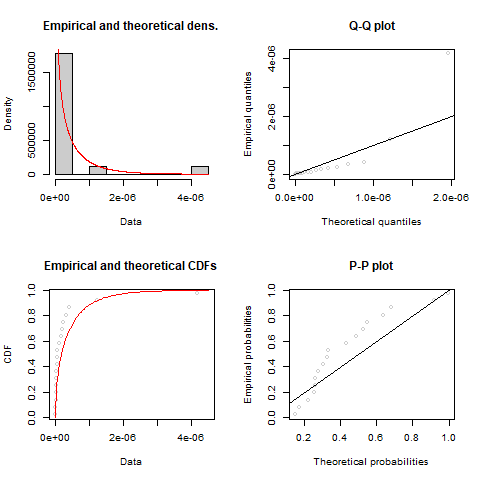 Empirical and theoretical dens.
Density
0 500000 1500000
0e+00 2e-06 4e-06
Data
Q-Q plot
Empirical quantiles
0e+00 2e-06 4e-06
0.0e+00 1.0e-06 2.0e-06
Theoretical quantiles
Empirical and theoretical CDFs
CDF
0.0 0.2 0.4 0.6 0.8 1.0
0e+00 2e-06 4e-06
Data
P-P plot
Empirical probabilities
0.0 0.2 0.4 0.6 0.8 1.0
0.2 0.4 0.6 0.8 1.0
Theoretical probabilities